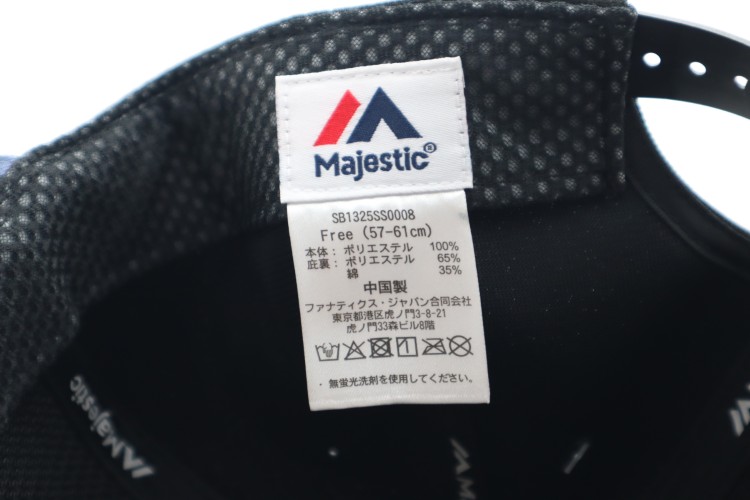 Majestic®
SB1325SS0008
Free (57-61cm)
本体: ポリエステル 100%
庇裏: ポリエステル 65%
綿 35%
中国製
ファナティクス・ジャパン合同会社
東京都港区虎ノ門3-8-21
虎ノ門33森ビル8階
・無蛍光洗剤を使用してください。
Majestic